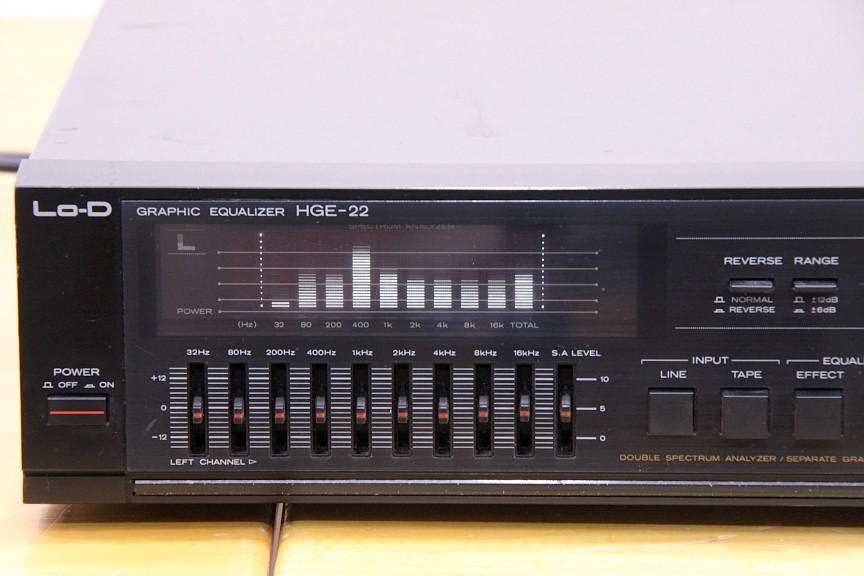 Lo-D
GRAPHIC EQUALIZER HGE-22
SPECTRUM ANALYZER
L
POWER
(Hz) 32 80 200 400 1k 2k 4k 8k 16k TOTAL
REVERSE RANGE
NORMAL ±12dB
REVERSE ±6dB
32Hz 80Hz 200Hz 400Hz 1kHz 2kHz 4kHz 8kHz 16kHz S.A LEVEL
+12 10
0 5
-12 0
LEFT CHANNEL
POWER
OFF ON
INPUT EQUAL
LINE TAPE EFFECT
DOUBLE SPECTRUM ANALYZER / SEPARATE GRA